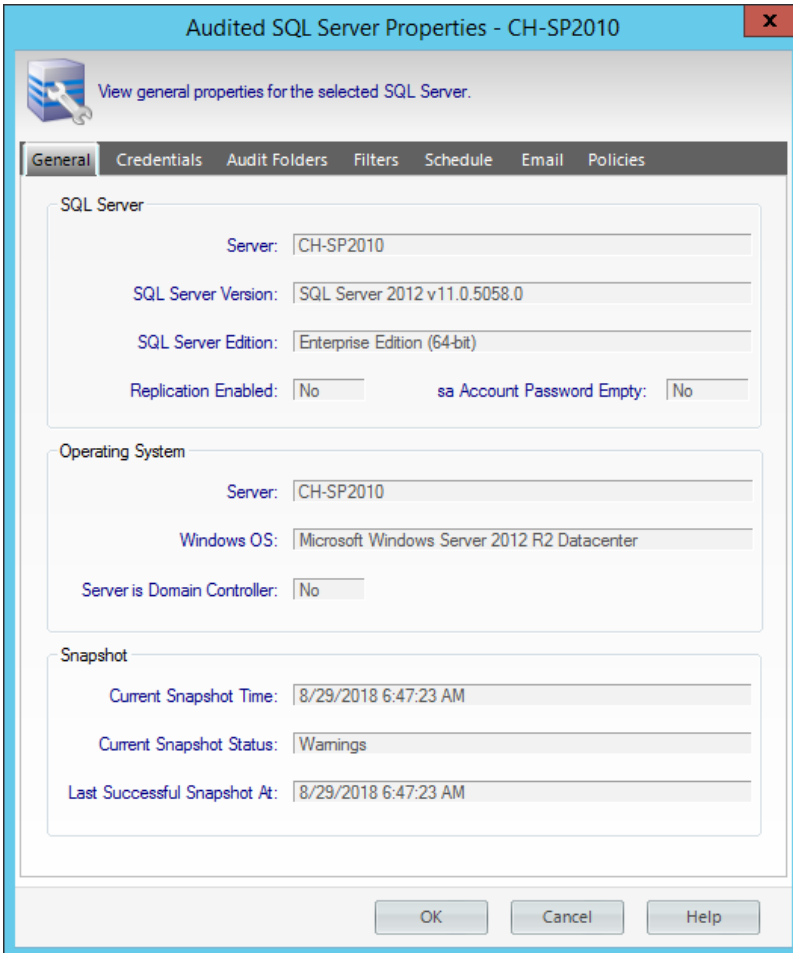 Audited SQL Server Properties - CH-SP2010
x
View general properties for the selected SQL Server.
General Credentials Audit Folders Filters Schedule Email Policies
SQL Server
Server: CH-SP2010
SQL Server Version: SQL Server 2012 v11.0.5058.0
SQL Server Edition: Enterprise Edition (64-bit)
Replication Enabled: No sa Account Password Empty: No
Operating System
Server: CH-SP2010
Windows OS: Microsoft Windows Server 2012 R2 Datacenter
Server is Domain Controller: No
Snapshot
Current Snapshot Time: 8/29/2018 6:47:23 AM
Current Snapshot Status: Warnings
Last Successful Snapshot At: 8/29/2018 6:47:23 AM
OK Cancel Help